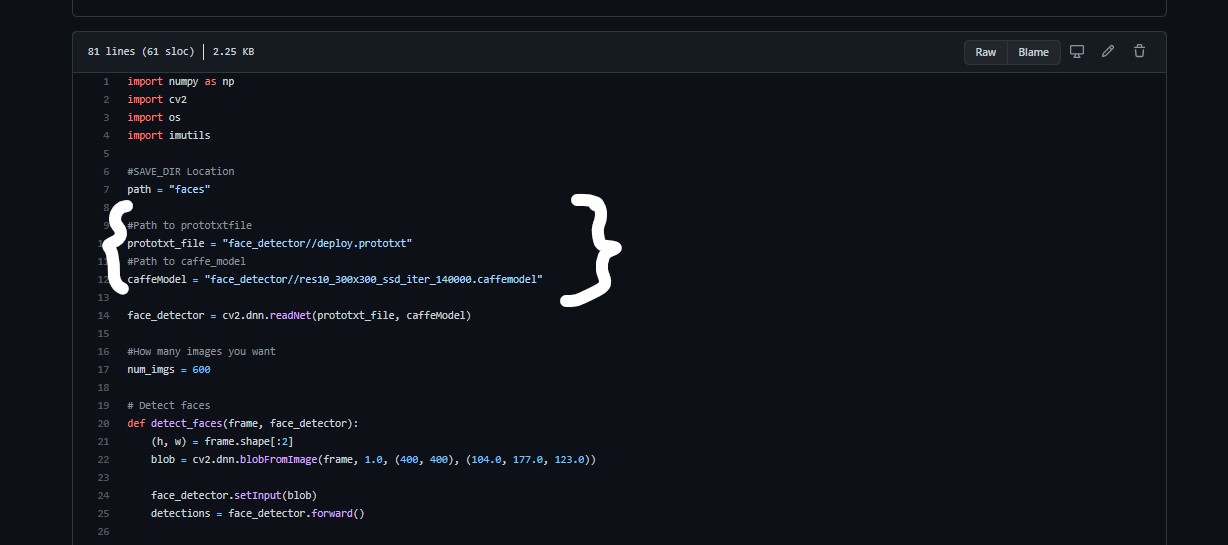 81 lines (61 sloc) | 2.25 KB Raw Blame
1 import numpy as np
2 import cv2
3 import os
4 import imutils
5
6 #SAVE_DIR Location
7 path = "faces"
8
9 #Path to prototxtfile
10 prototxt_file = "face_detector//deploy.prototxt"
11 #Path to caffe_model
12 caffeModel = "face_detector//res10_300x300_ssd_iter_140000.caffemodel"
13
14 face_detector = cv2.dnn.readNet(prototxt_file, caffeModel)
15
16 #How many images you want
17 num_imgs = 600
18
19 # Detect faces
20 def detect_faces(frame, face_detector):
21 (h, w) = frame.shape[:2]
22 blob = cv2.dnn.blobFromImage(frame, 1.0, (400, 400), (104.0, 177.0, 123.0))
23
24 face_detector.setInput(blob)
25 detections = face_detector.forward()
26